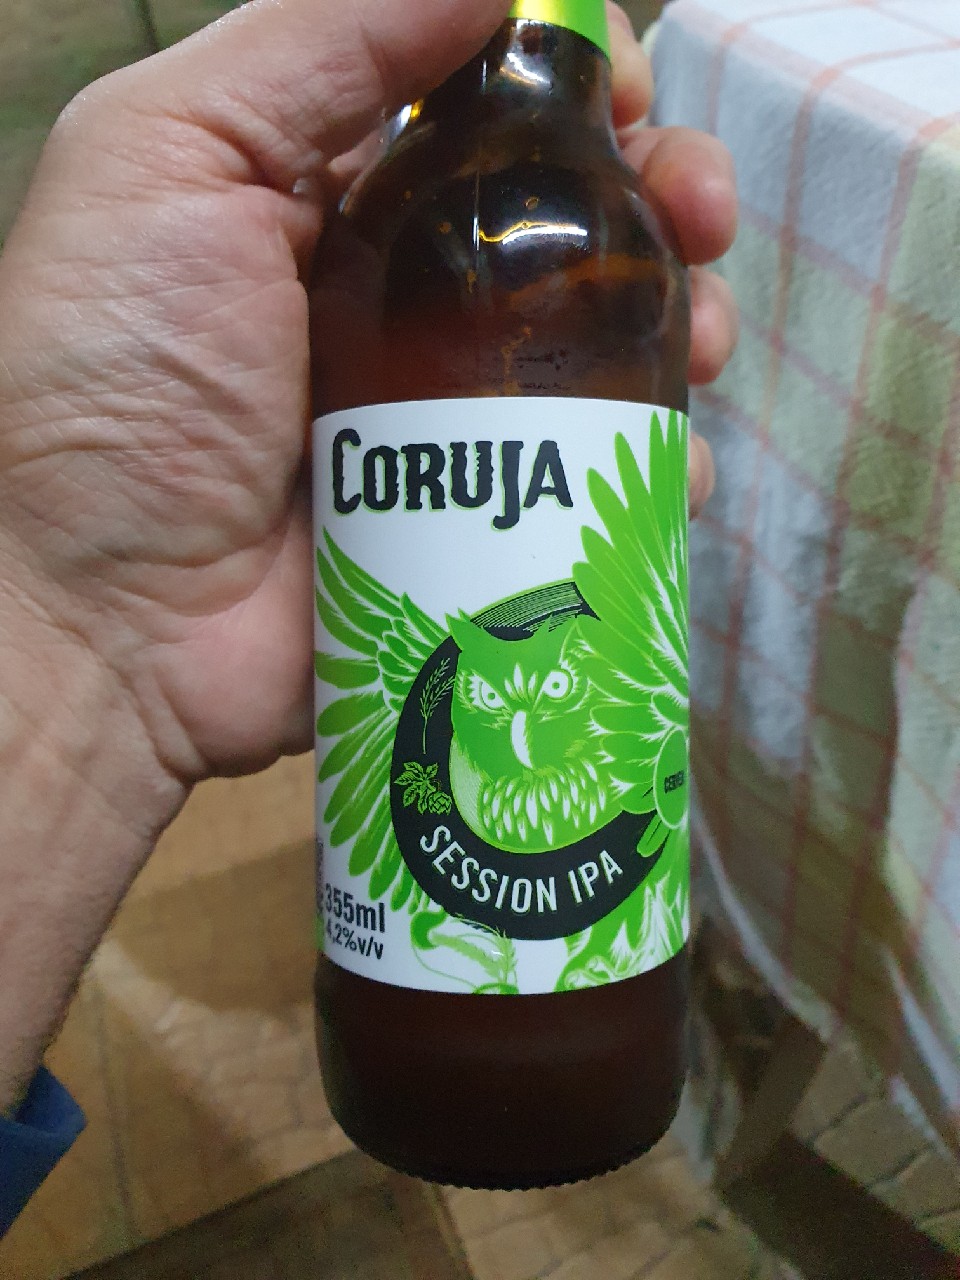 CORUJA
SESSION IPA
355ml
4,2%v/v